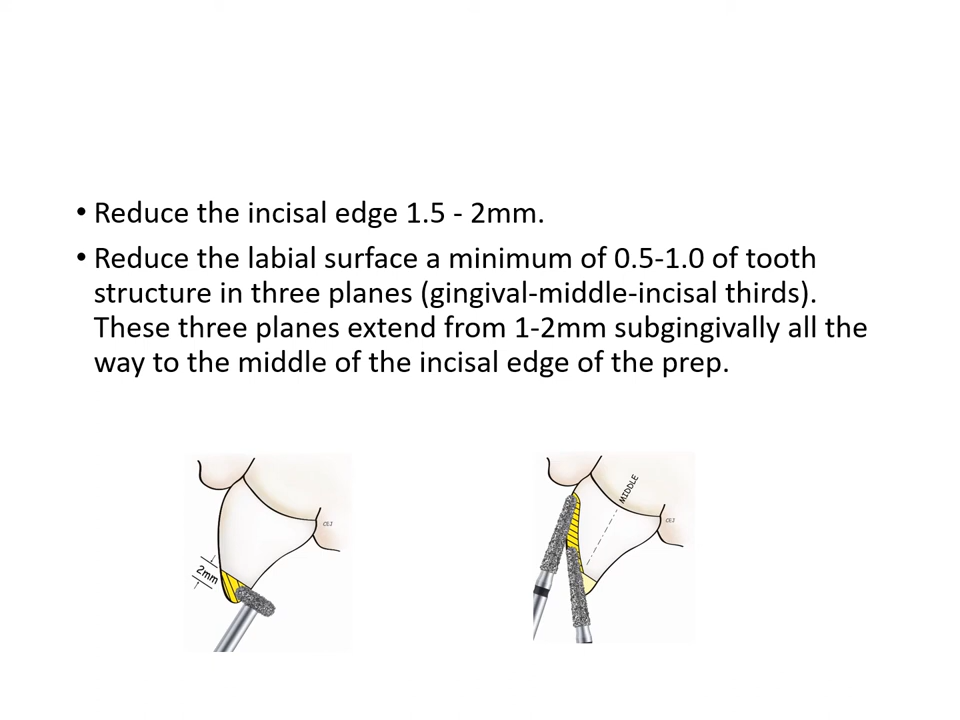 • Reduce the incisal edge 1.5 - 2mm.
• Reduce the labial surface a minimum of 0.5-1.0 of tooth
structure in three planes (gingival-middle-incisal thirds).
These three planes extend from 1-2mm subgingivally all the
way to the middle of the incisal edge of the prep.
CEJ
2mm
MIDDLE
CEJ